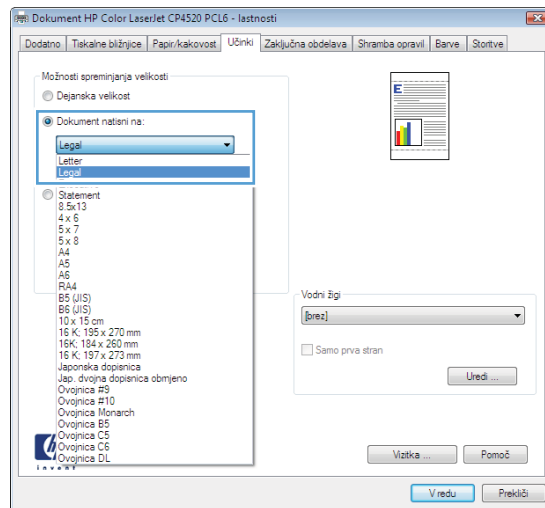 Dokument HP Color LaserJet CP4520 PCL6 - lastnosti
Dodatno Tiskalne bližnjice Papir/kakovost Učinki Zaključna obdelava Shramba opravil Barve Storitve
Možnosti spreminjanja velikosti
Dejanska velikost
Dokument natisni na:
Legal
Letter
Legal
Statement
8.5x13
4 x 6
5 x 7
5 x 8
A4
A5
A6
RA4
B5 (JIS)
B6 (JIS)
10 x 15 cm
16 K; 195 x 270 mm
16K; 184 x 260 mm
16 K; 197 x 273 mm
Japonska dopisnica
Jap. dvojna dopisnica obrnjeno
Ovojnica #9
Ovojnica #10
Ovojnica Monarch
Ovojnica B5
Ovojnica C5
Ovojnica C6
Ovojnica DL
E
Vodni žigi
[brez]
Samo prva stran
Uredi ...
invent
Vizitka ... Pomoč
V redu Prekliči